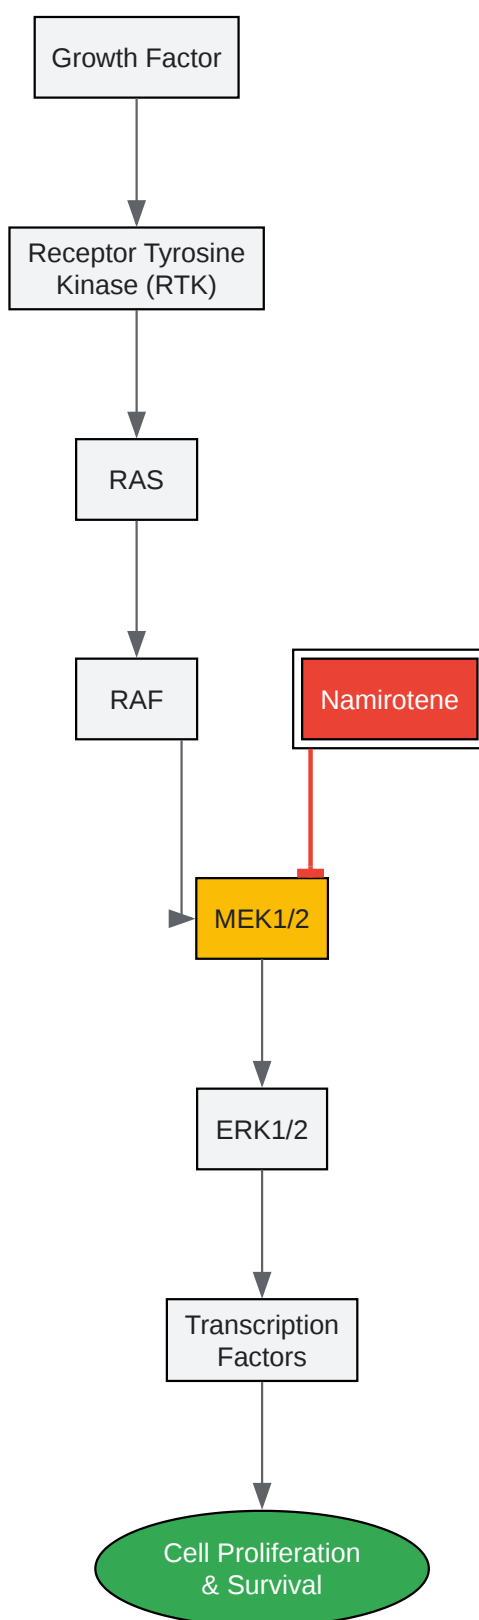 Growth Factor
Receptor Tyrosine
Kinase (RTK)
RAS
RAF
Namirotene
MEK1/2
ERK1/2
Transcription
Factors
Cell Proliferation
& Survival